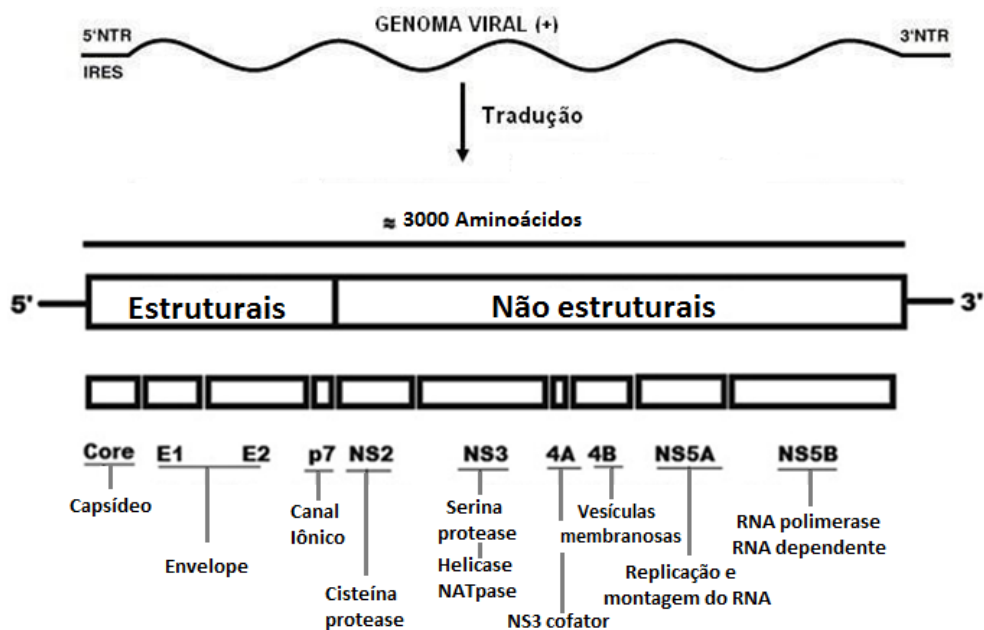 GENOMA VIRAL (+)
5'NTR
3'NTR
IRES
Tradução
≈ 3000 Aminoácidos
5'
Estruturais
Não estruturais
3'
Core
E1
E2
p7
NS2
NS3
4A
4B
NS5A
NS5B
Capsídeo
Envelope
Canal
Iônico
Cisteína
protease
Serina
protease
Helicase
NATpase
NS3 cofator
Vesículas
membranosas
Replicação e
montagem do RNA
RNA polimerase
RNA dependente